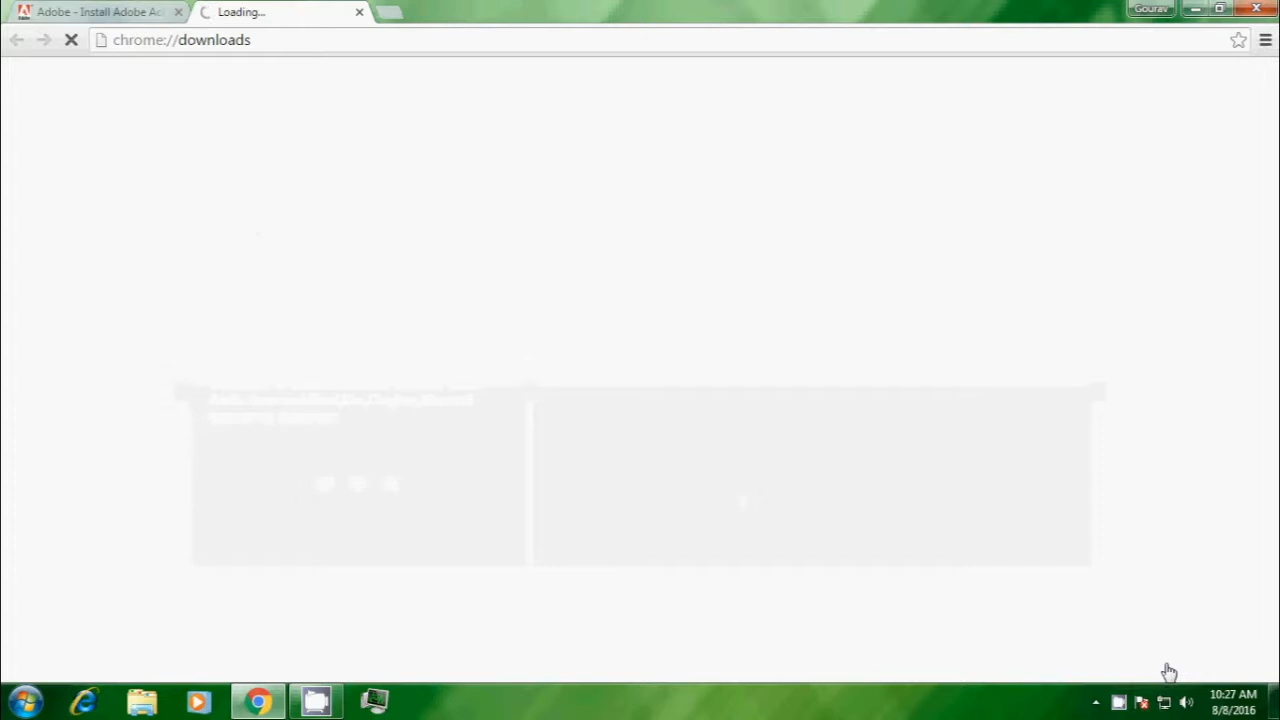 Adobe - Install Adobe Ac
Loading...
Gourav
chrome://downloads
10:27 AM
8/8/2016